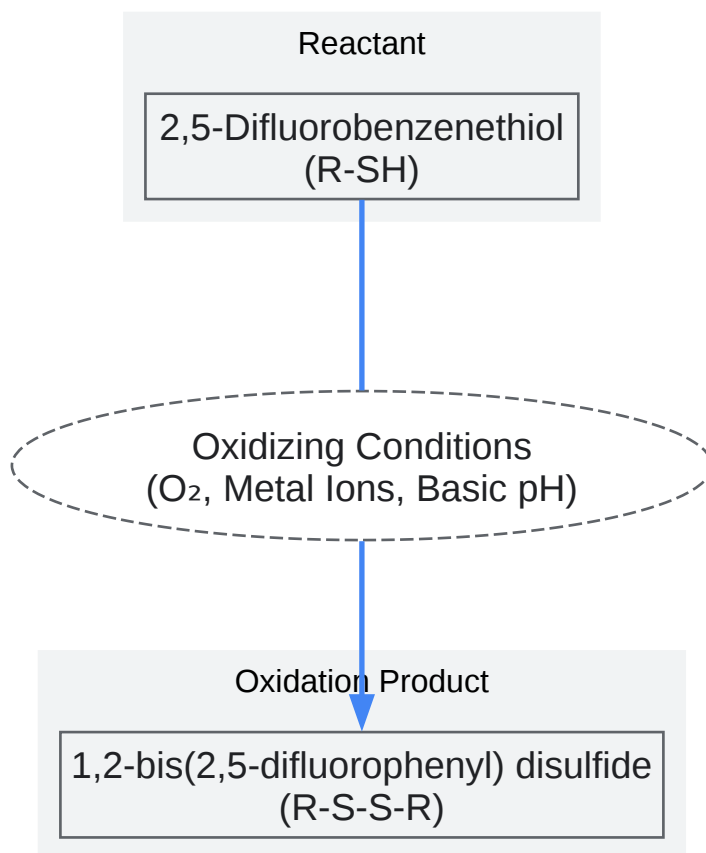 Reactant
2,5-Difluorobenzenethiol
(R-SH)
Oxidizing Conditions
(O₂, Metal Ions, Basic pH)
Oxidation Product
1,2-bis(2,5-difluorophenyl) disulfide
(R-S-S-R)